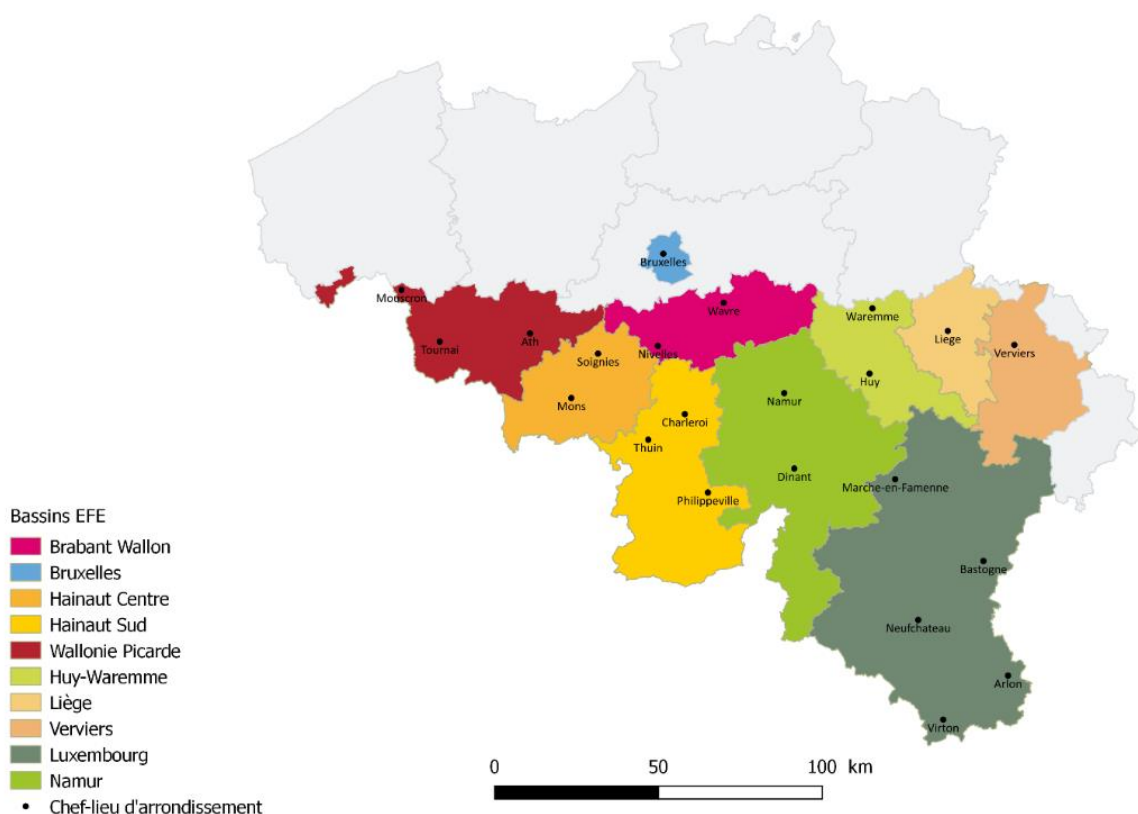 Bruxelles
Mouscron
Wavre
Waremme
Tournai
Ath
Soignies
Nivelles
Liege
Verviers
Huy
Mons
Namur
Charleroi
Thuin
Dinant
Marche-en-Famenne
Philippeville
Bastogne
Neufchateau
Arlon
Virton
Bassins EFE
Brabant Wallon
Bruxelles
Hainaut Centre
Hainaut Sud
Wallonie Picarde
Huy-Waremme
Liège
Verviers
Luxembourg
Namur
Chef-lieu d'arrondissement
0 50 100 km